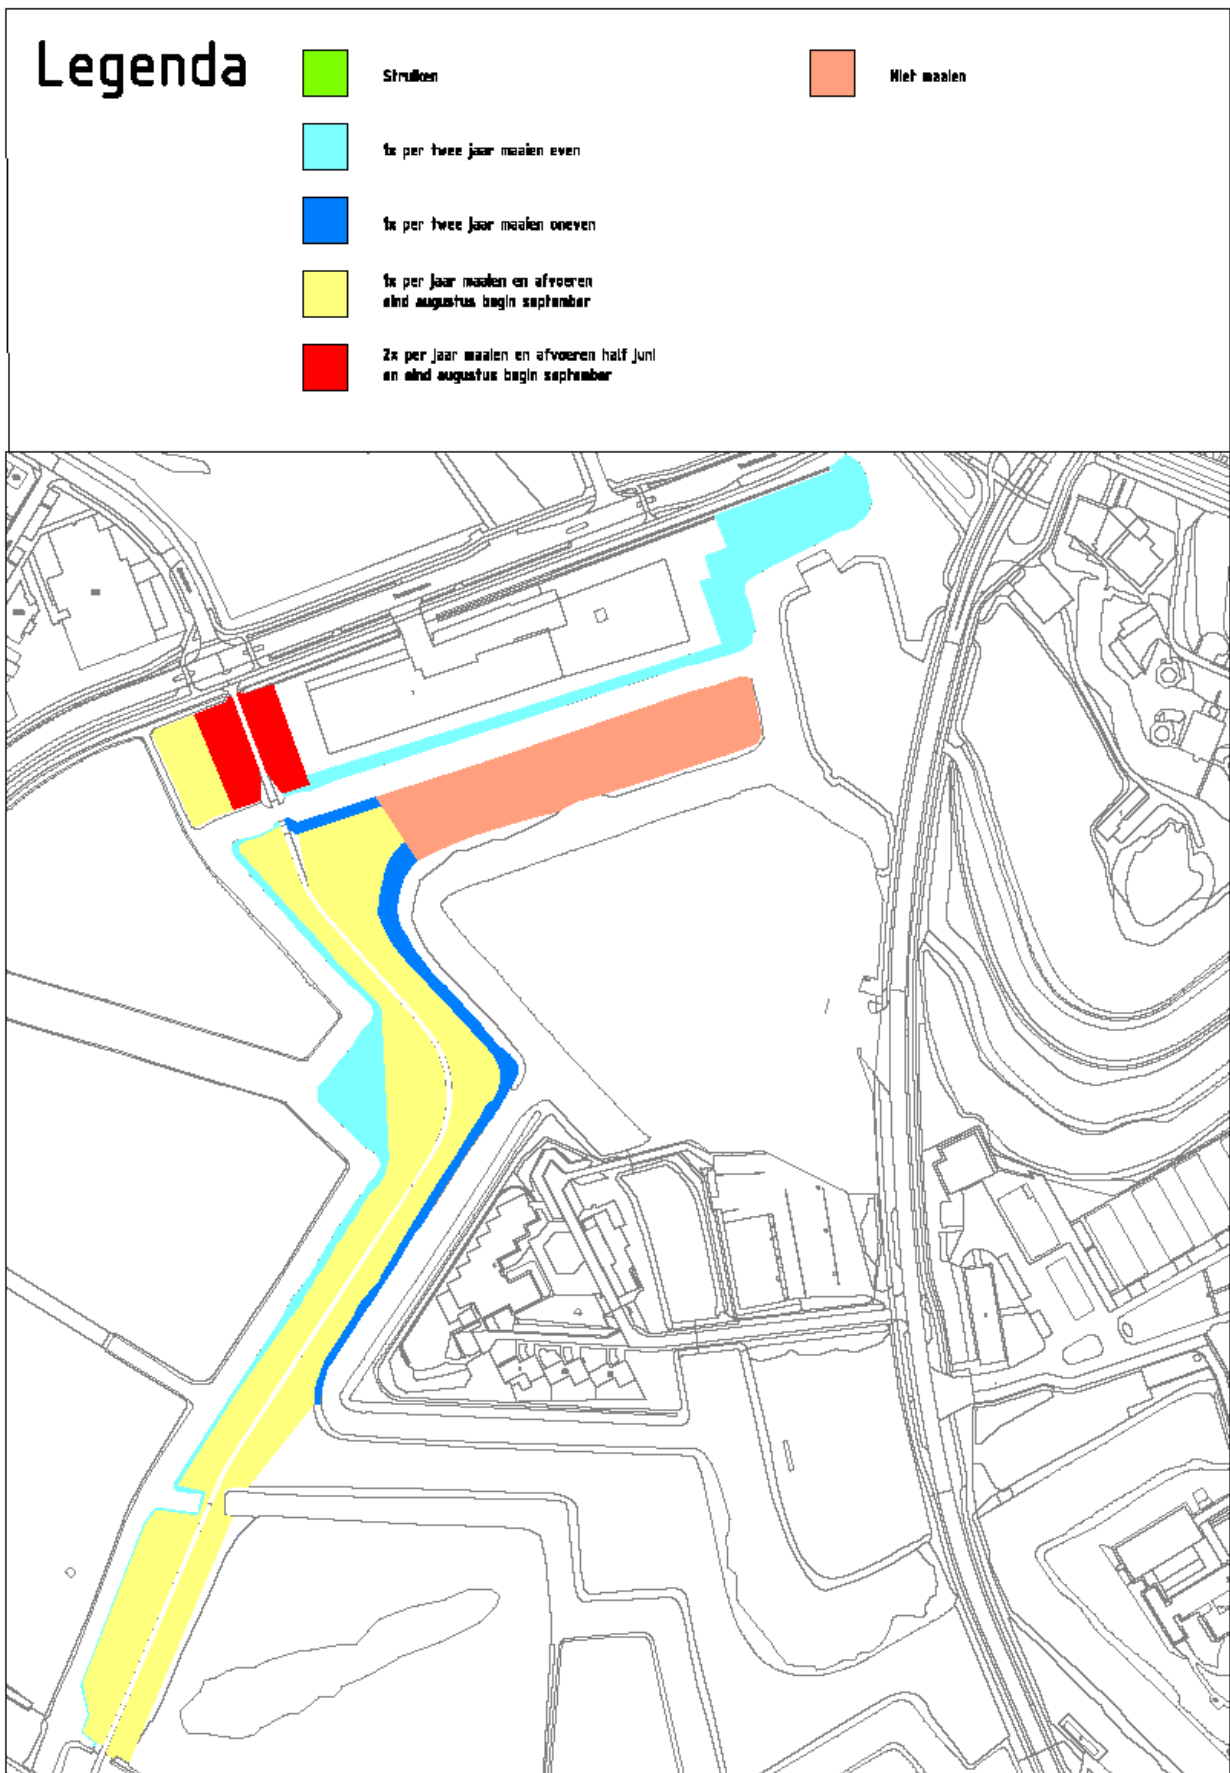 Legenda
Struiken
1x per twee jaar maaien even
1x per twee jaar maaien oneven
1x per jaar maaien en afvoeren
eind augustus begin september
2x per jaar maaien en afvoeren half juni
en eind augustus begin september
Niet maaien